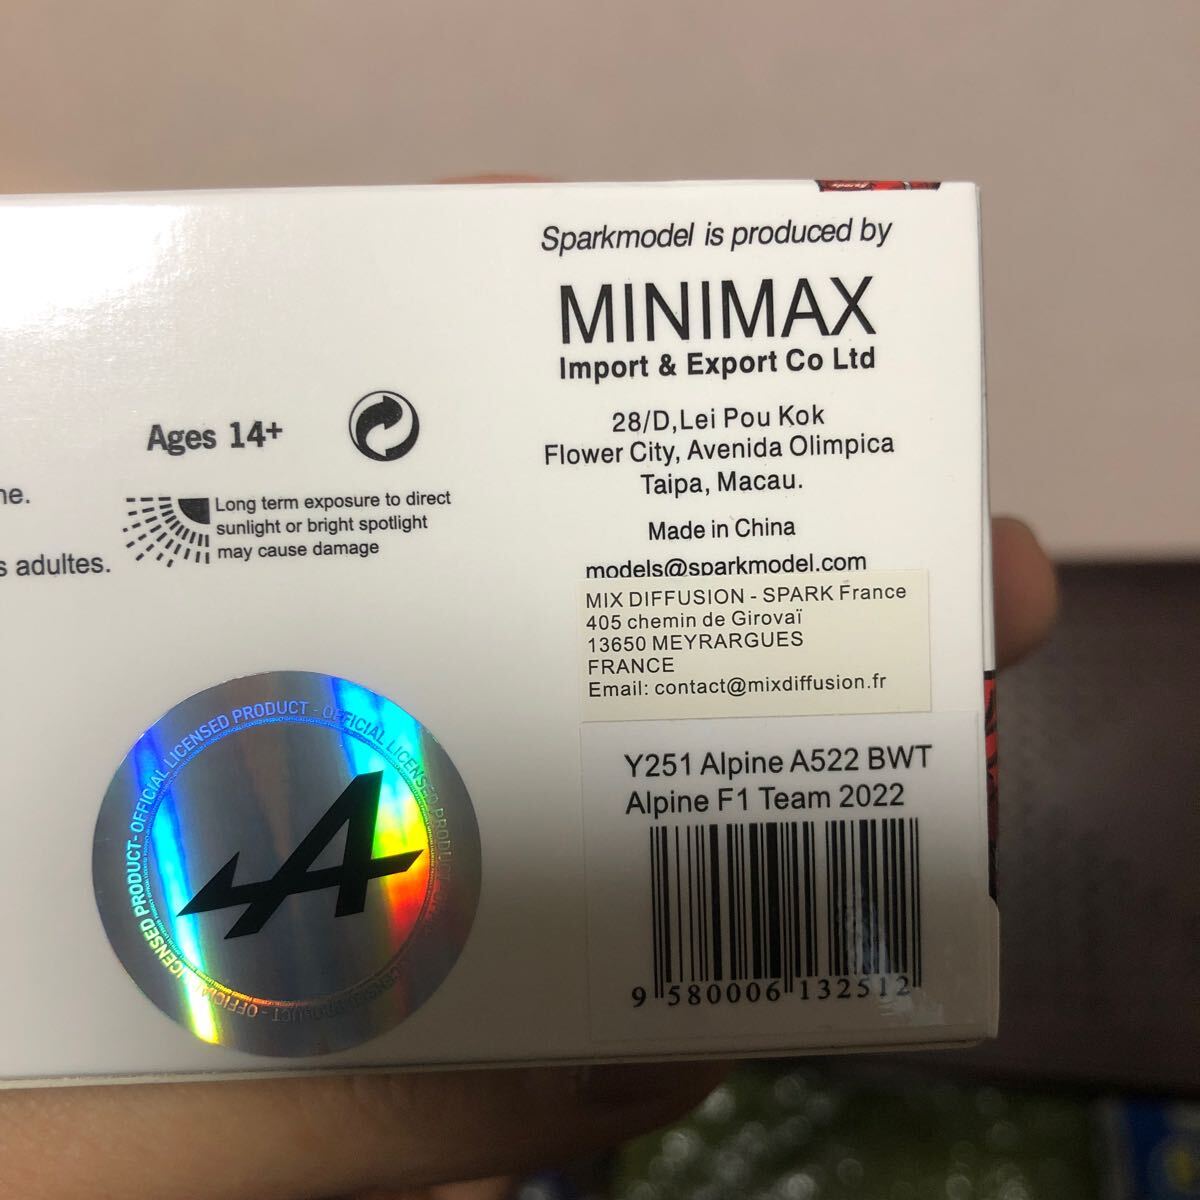 Sparkmodel is produced by
MINIMAX
Import & Export Co Ltd
28/D,Lei Pou Kok
Flower City, Avenida Olimpica
Taipa, Macau.
Made in China
models@sparkmodel.com
Ages 14+
Long term exposure to direct
sunlight or bright spotlight
may cause damage
ne.
s adultes.
MIX DIFFUSION - SPARK France
405 chemin de Girovaï
13650 MEYRARGUES
FRANCE
Email: contact@mixdiffusion.fr
Y251 Alpine A522 BWT
Alpine F1 Team 2022
9 580006 132512
OFFICIAL LICENSED PRODUCT - OFFICIAL LICENSED PRODUCT - OFFICIAL LICENSED PRODUCT -
A